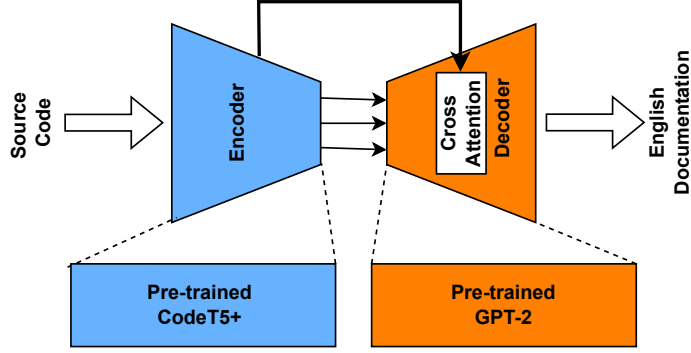 Source
Code
Encoder
Cross
Attention
Decoder
English
Documentation
Pre-trained
CodeT5+
Pre-trained
GPT-2